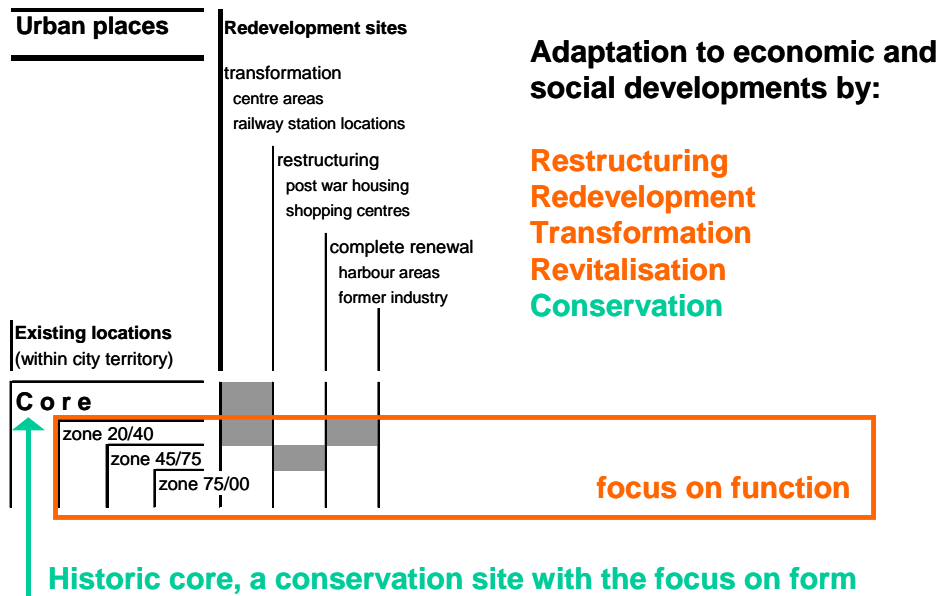 Urban places
Redevelopment sites
transformation
centre areas
railway station locations
restructuring
post war housing
shopping centres
complete renewal
harbour areas
former industry
Existing locations
(within city territory)
Core
zone 20/40
zone 45/75
zone 75/00
Adaptation to economic and
social developments by:
Restructuring
Redevelopment
Transformation
Revitalisation
Conservation
focus on function
Historic core, a conservation site with the focus on form